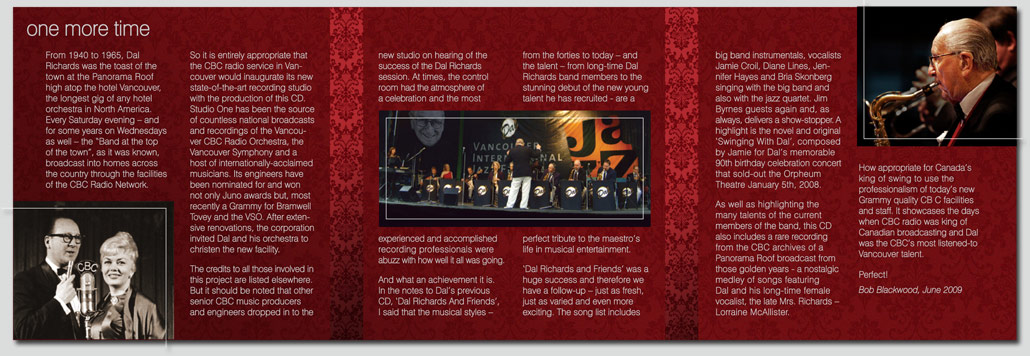 one more time
From 1940 to 1965, Dal
Richards was the toast of the
town at the Panorama Roof
high atop the hotel Vancouver,
the longest gig of any hotel
orchestra in North America.
Every Saturday evening – and
for some years on Wednesdays
as well – the "Band at the top
of the town", as it was known,
broadcast into homes across
the country through the facilities
of the CBC Radio Network.
CBC
So it is entirely appropriate that
the CBC radio service in Van-
couver would inaugurate its new
state-of-the-art recording studio
with the production of this CD.
Studio One has been the source
of countless national broadcasts
and recordings of the Vancou-
ver CBC Radio Orchestra, the
Vancouver Symphony and a
host of internationally-acclaimed
musicians. Its engineers have
been nominated for and won
not only Juno awards but, most
recently a Grammy for Bramwell
Tovey and the VSO. After exten-
sive renovations, the corporation
invited Dal and his orchestra to
christen the new facility.
The credits to all those involved in
this project are listed elsewhere.
But it should be noted that other
senior CBC music producers
and engineers dropped in to the
new studio on hearing of the
success of the Dal Richards
session. At times, the control
room had the atmosphere of
a celebration and the most
VANCOUVER
INTERNATIONAL
jazz
experienced and accomplished
recording professionals were
abuzz with how well it all was going.
And what an achievement it is.
In the notes to Dal's previous
CD, 'Dal Richards And Friends',
I said that the musical styles –
from the forties to today – and
the talent – from long-time Dal
Richards band members to the
stunning debut of the new young
talent he has recruited - are a
perfect tribute to the maestro's
life in musical entertainment.
'Dal Richards and Friends' was a
huge success and therefore we
have a follow-up – just as fresh,
just as varied and even more
exciting. The song list includes
big band instrumentals, vocalists
Jamie Croil, Diane Lines, Jen-
nifer Hayes and Bria Skonberg
singing with the big band and
also with the jazz quartet. Jim
Byrnes guests again and, as
always, delivers a show-stopper. A
highlight is the novel and original
'Swinging With Dal', composed
by Jamie for Dal's memorable
90th birthday celebration concert
that sold-out the Orpheum
Theatre January 5th, 2008.
As well as highlighting the
many talents of the current
members of the band, this CD
also includes a rare recording
from the CBC archives of a
Panorama Roof broadcast from
those golden years - a nostalgic
medley of songs featuring
Dal and his long-time female
vocalist, the late Mrs. Richards –
Lorraine McAllister.
How appropriate for Canada's
king of swing to use the
professionalism of today's new
Grammy quality CB C facilities
and staff. It showcases the days
when CBC radio was king of
Canadian broadcasting and Dal
was the CBC's most listened-to
Vancouver talent.
Perfect!
Bob Blackwood, June 2009